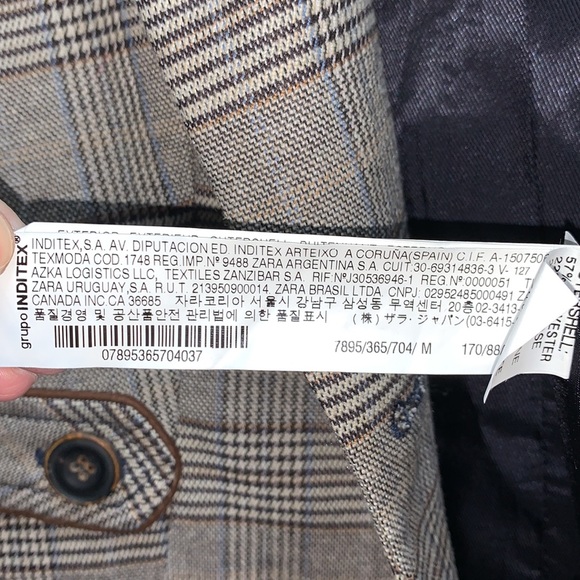 grupo INDITEX®
INDITEX,S.A. AV. DIPUTACION ED. INDITEX ARTEIXO A CORUÑA(SPAIN) C.I.F. A-150750
TEXMODA COD.1748 REG.IMP.Nº 9488 ZARA ARGENTINA S.A. CUIT.30-69314836-3 V- 127
AZKA LOGISTICS LLC, TEXTILES ZANZIBAR S.A. RIF NºJ30536946-1 REG.Nº 0000051
ZARA URUGUAY,S.A. R.U.T. 213950900014 ZARA BRASIL LTDA. CNPJ. 02952485000491 Z
CANADA INC.CA 36685 자라코리아 서울시 강남구 삼성동 무역센터 20층 02-3413-
품질경영 및 공산품안전 관리법에 의한 품질표시 (株) ザラ・ジャパン (03-6415-
07895365704037
7895/365/704/ M 170/88/